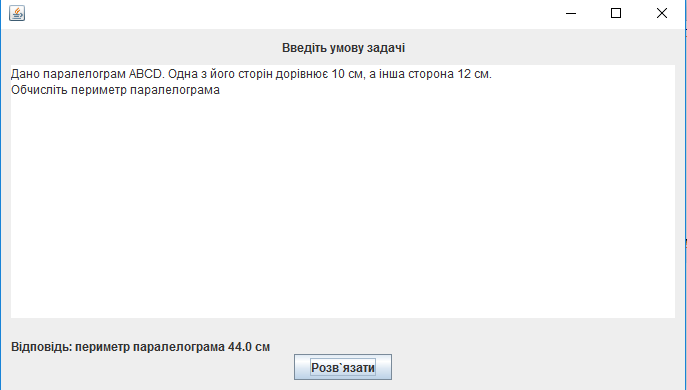 Введіть умову задачі
Дано паралелограм ABCD. Одна з його сторін дорівнює 10 см, а інша сторона 12 см.
Обчисліть периметр паралелограма
Відповідь: периметр паралелограма 44.0 см
Розв`язати